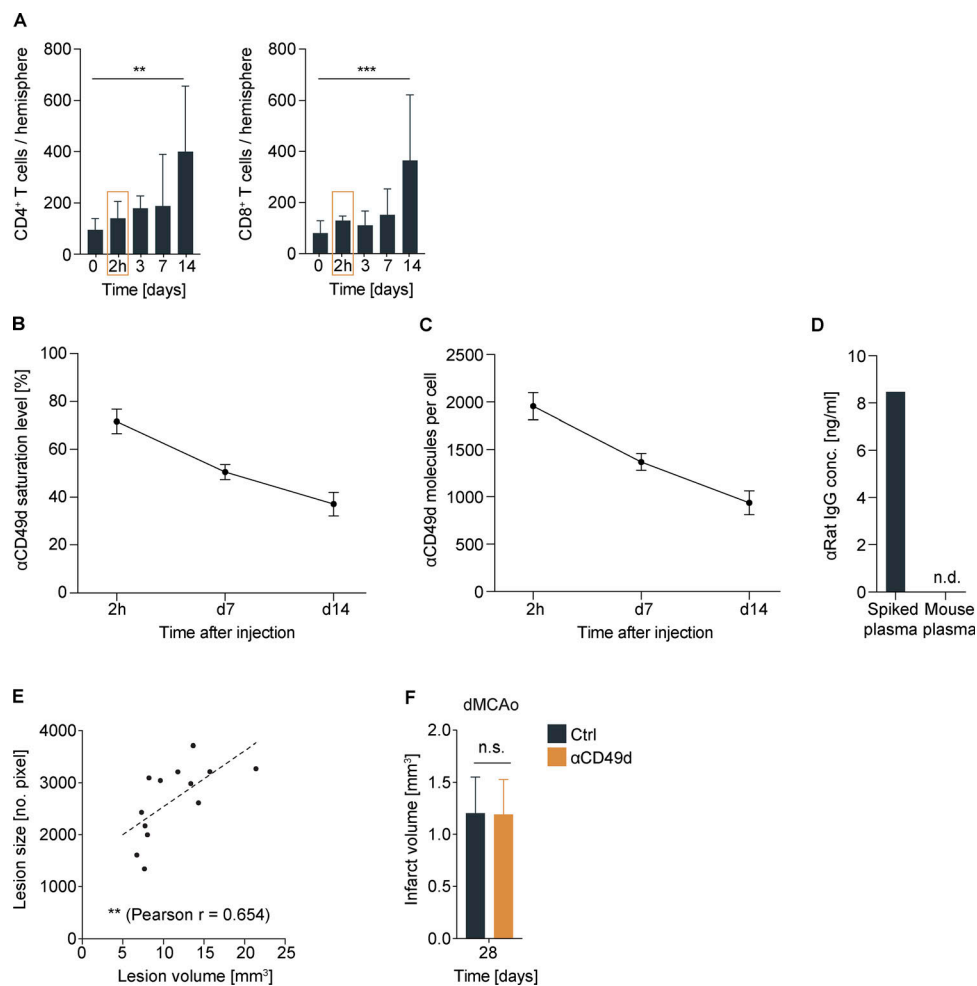 A
CD4⁺ T cells / hemisphere
800
600
400
200
0
**
0 2h 3 7 14
Time [days]
CD8⁺ T cells / hemisphere
800
600
400
200
0
***
0 2h 3 7 14
Time [days]
B
αCD49d saturation level [%]
100
80
60
40
20
0
2h d7 d14
Time after injection
C
αCD49d molecules per cell
2500
2000
1500
1000
500
0
2h d7 d14
Time after injection
D
αRat IgG conc. [ng/ml]
10
8
6
4
2
0
n.d.
Spiked Mouse
plasma plasma
E
Lesion size [no. pixel]
4000
3000
2000
1000
0
** (Pearson r = 0.654)
0 5 10 15 20 25
Lesion volume [mm³]
F
dMCAo
Ctrl
αCD49d
Infarct volume [mm³]
2.0
1.5
1.0
0.5
0.0
n.s.
28
Time [days]